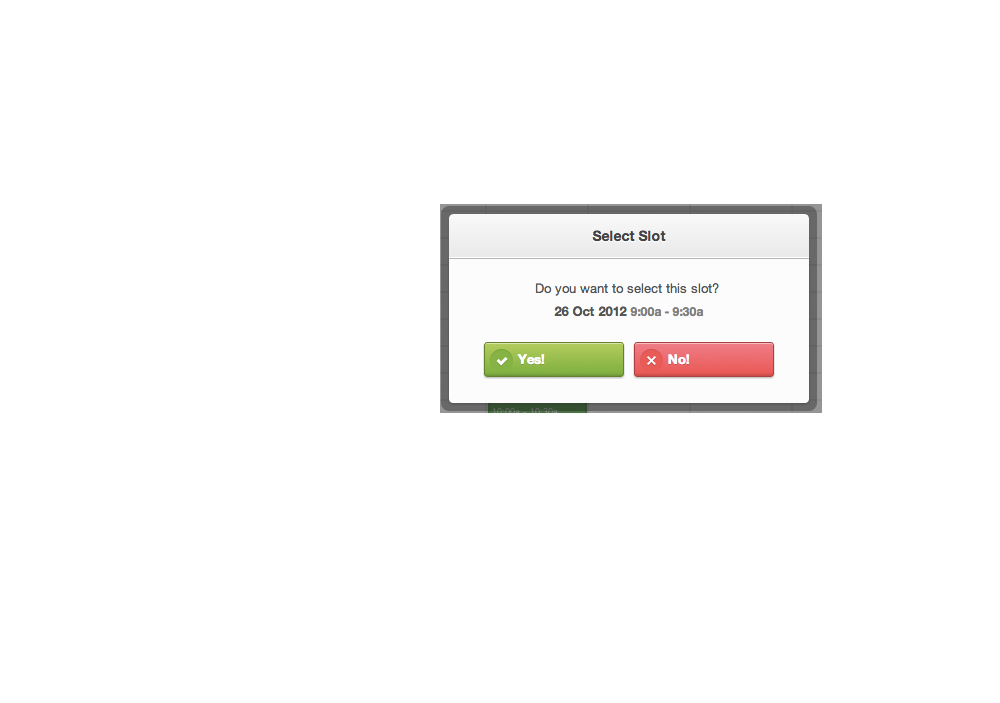 Select Slot
Do you want to select this slot?
26 Oct 2012 9:00a - 9:30a
Yes! No!
10:00a - 10:30a